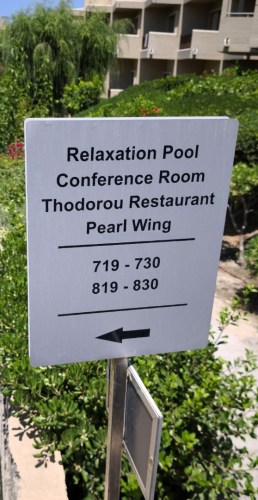 Relaxation Pool
Conference Room
Thodorou Restaurant
Pearl Wing
719 - 730
819 - 830